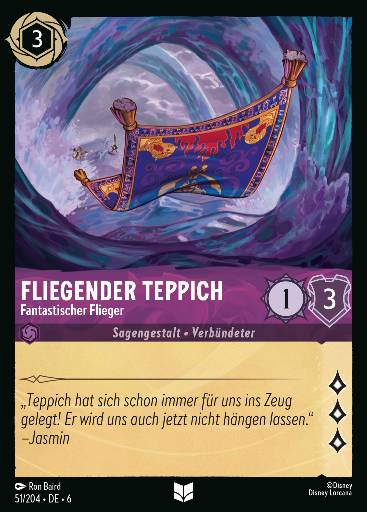 3
FLIEGENDER TEPPICH
Fantastischer Flieger
1
3
Sagengestalt • Verbündeter
„Teppich hat sich schon immer für uns ins Zeug
gelegt! Er wird uns auch jetzt nicht hängen lassen.“
–Jasmin
Ron Baird
51/204 • DE • 6
©Disney
Disney Lorcana